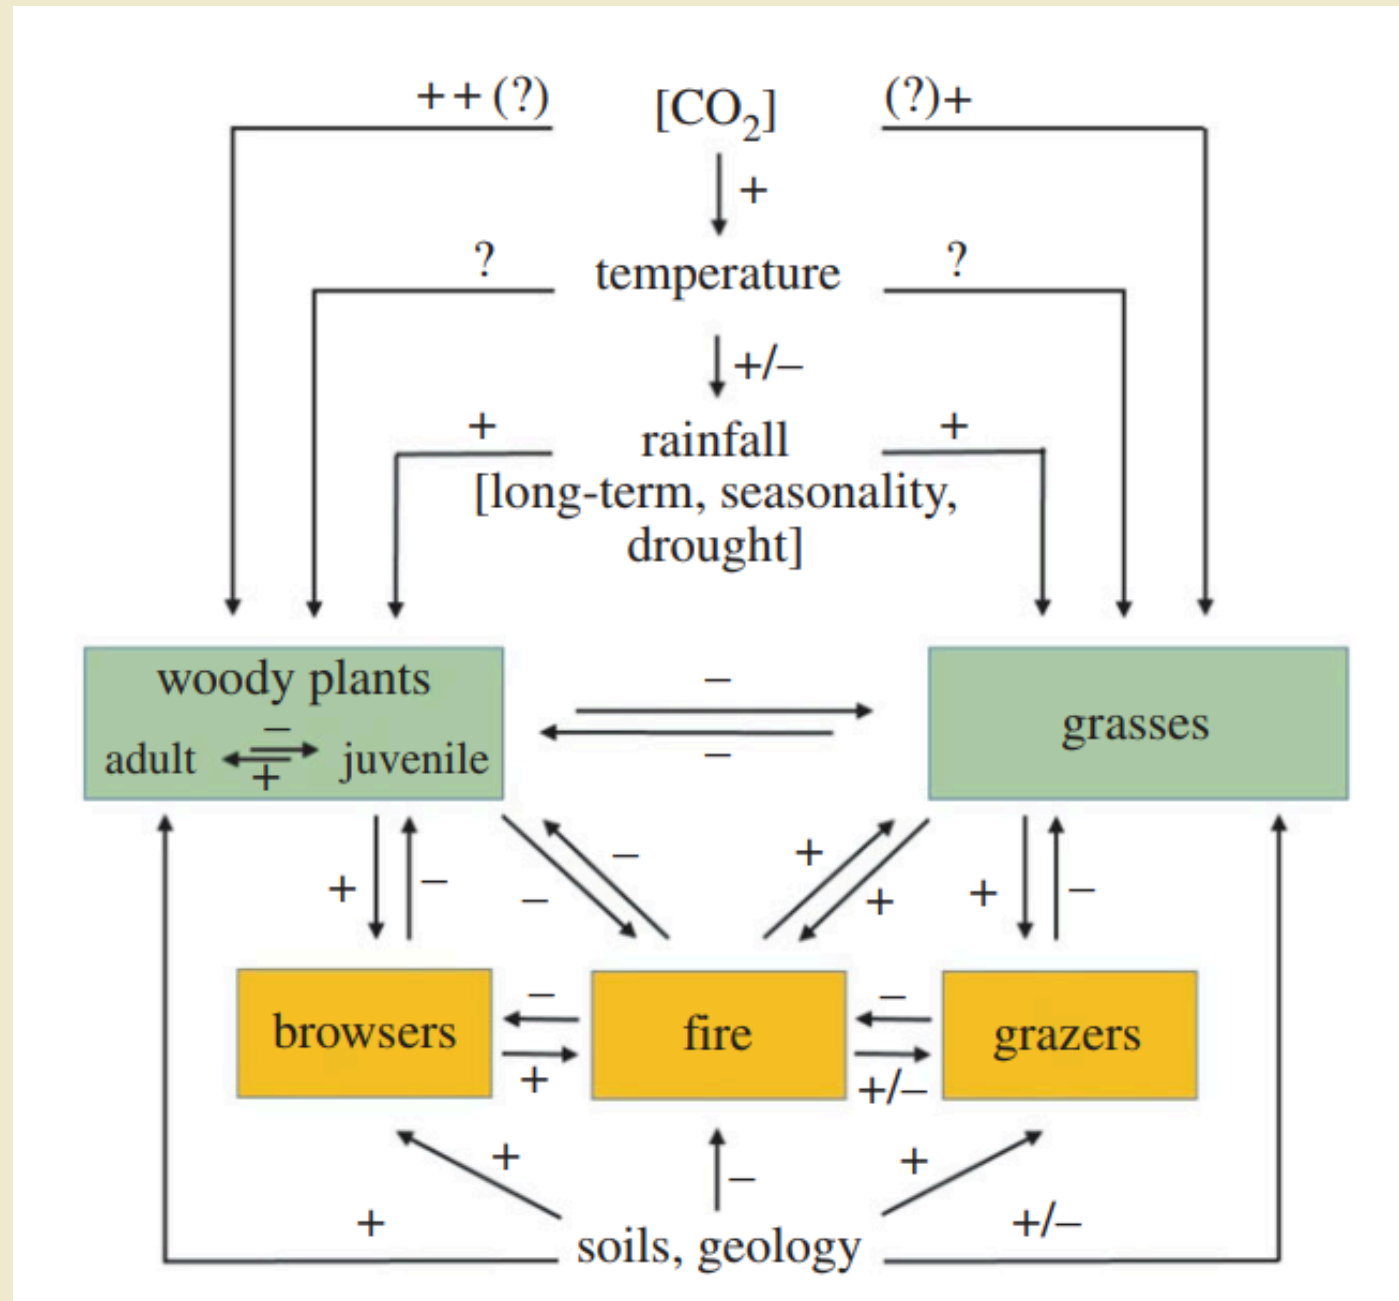 ++(?) [CO₂] (?)+
+
? temperature ?
+/–
+ rainfall +
[long-term, seasonality,
drought]
woody plants
–
adult juvenile
+
–
–
grasses
+ – – – + + + –
browsers
–
+
fire
–
+/–
grazers
+ – +
+ soils, geology +/–